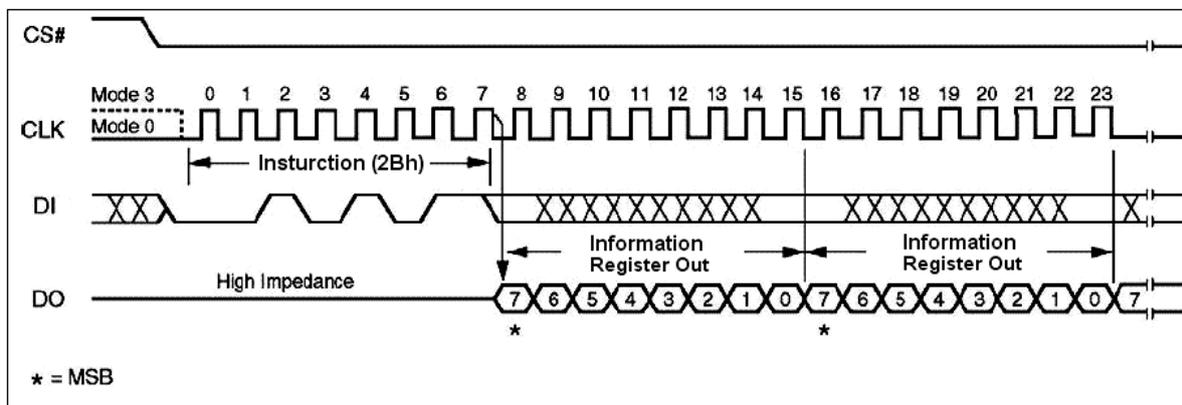 CS#
Mode 3 0 1 2 3 4 5 6 7 8 9 10 11 12 13 14 15 16 17 18 19 20 21 22 23
CLK Mode 0
Insturction (2Bh)
DI
Information Information
Register Out Register Out
High Impedance
DO 7 6 5 4 3 2 1 0 7 6 5 4 3 2 1 0 7
* *
* = MSB